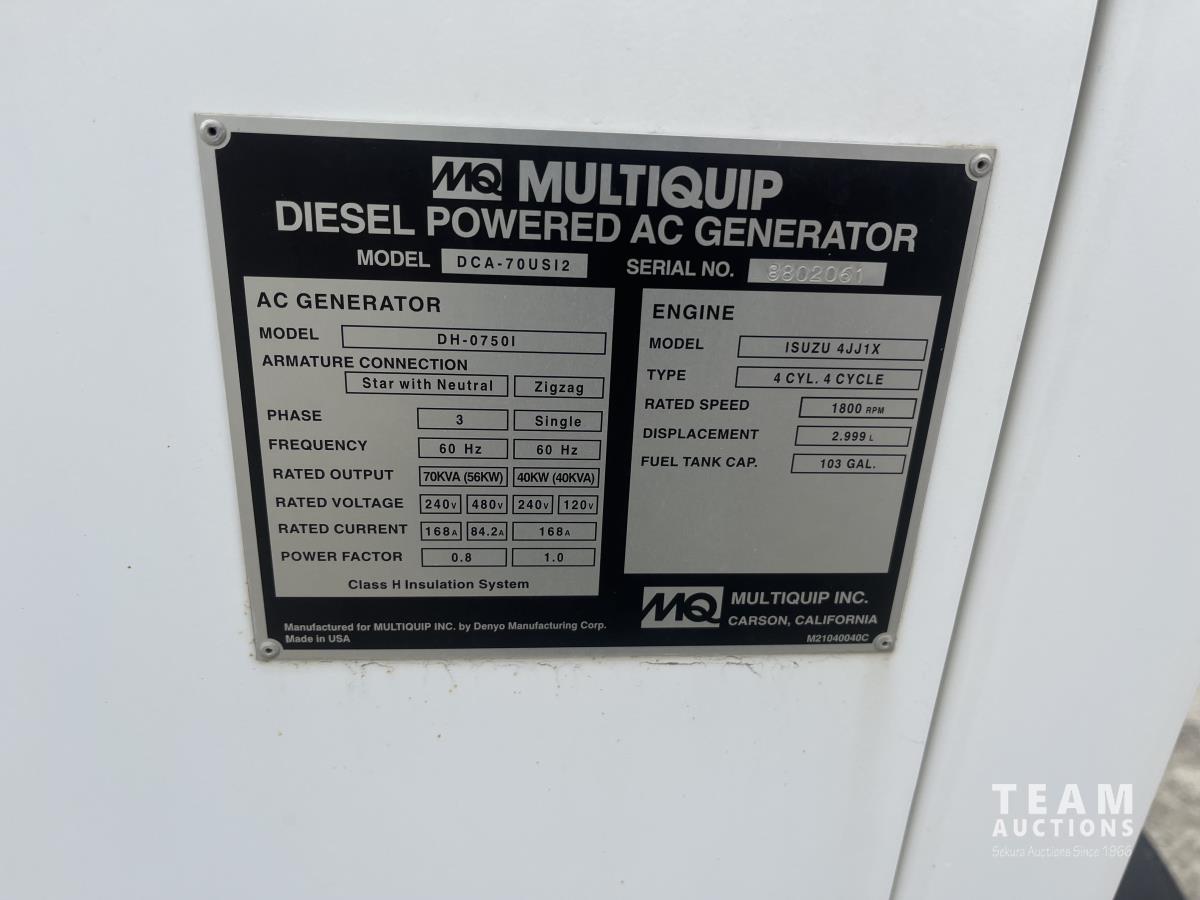 MQ MULTIQUIP
DIESEL POWERED AC GENERATOR
MODEL DCA-70USI2 SERIAL NO. 8802061
AC GENERATOR
MODEL DH-0750I
ARMATURE CONNECTION
Star with Neutral Zigzag
PHASE 3 Single
FREQUENCY 60 Hz 60 Hz
RATED OUTPUT 70KVA (56KW) 40KW (40KVA)
RATED VOLTAGE 240V 480V 240V 120V
RATED CURRENT 168A 84.2A 168A
POWER FACTOR 0.8 1.0
Class H Insulation System
ENGINE
MODEL ISUZU 4JJ1X
TYPE 4 CYL. 4 CYCLE
RATED SPEED 1800 RPM
DISPLACEMENT 2.999 L
FUEL TANK CAP. 103 GAL.
Manufactured for MULTIQUIP INC. by Denyo Manufacturing Corp.
Made in USA
MQ MULTIQUIP INC.
CARSON, CALIFORNIA
M21040040C
TEAM
AUCTIONS
Sekura Auctions Since 1966